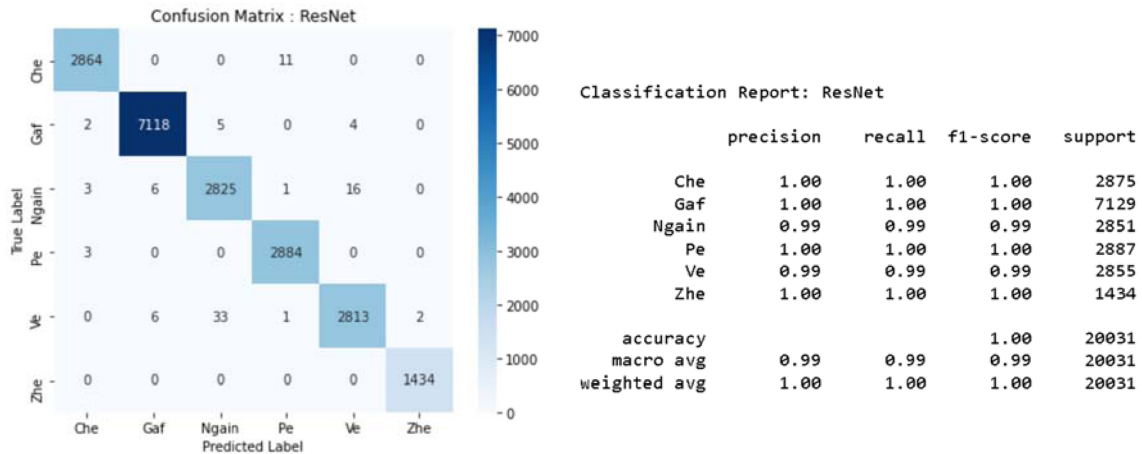 Confusion Matrix : ResNet
Che 2864 0 0 11 0 0
Gaf 2 7118 5 0 4 0
Ngain 3 6 2825 1 16 0
Pe 3 0 0 2884 0 0
Ve 0 6 33 1 2813 2
Zhe 0 0 0 0 0 1434
Che Gaf Ngain Pe Ve Zhe
Predicted Label
True Label
7000
6000
5000
4000
3000
2000
1000
0
Classification Report: ResNet
precision recall f1-score support
Che 1.00 1.00 1.00 2875
Gaf 1.00 1.00 1.00 7129
Ngain 0.99 0.99 0.99 2851
Pe 1.00 1.00 1.00 2887
Ve 0.99 0.99 0.99 2855
Zhe 1.00 1.00 1.00 1434
accuracy 1.00 20031
macro avg 0.99 0.99 0.99 20031
weighted avg 1.00 1.00 1.00 20031